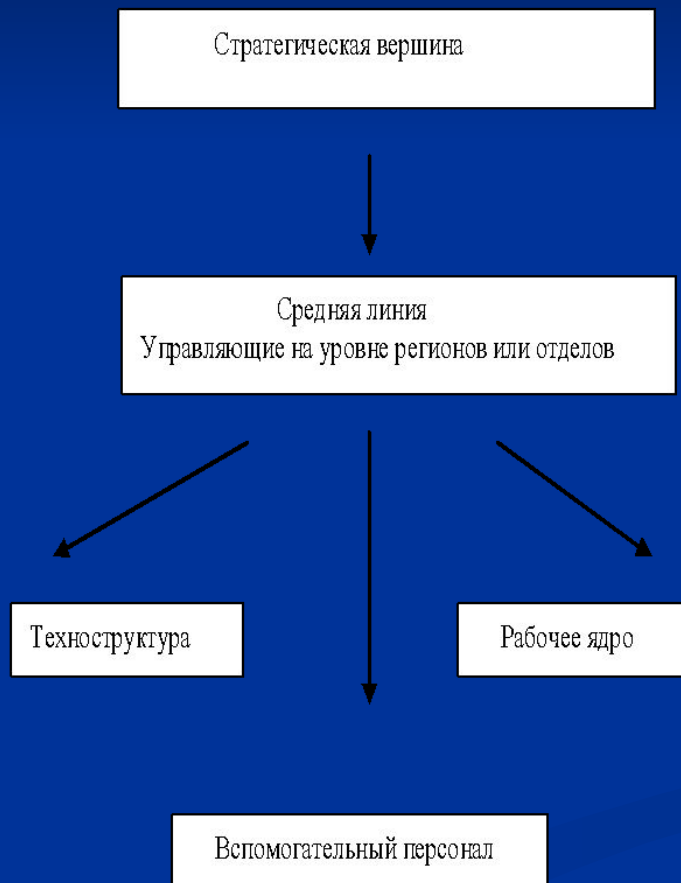 Стратегическая вершина
Средняя линия
Управляющие на уровне регионов или отделов
Техноструктура
Рабочее ядро
Вспомогательный персонал